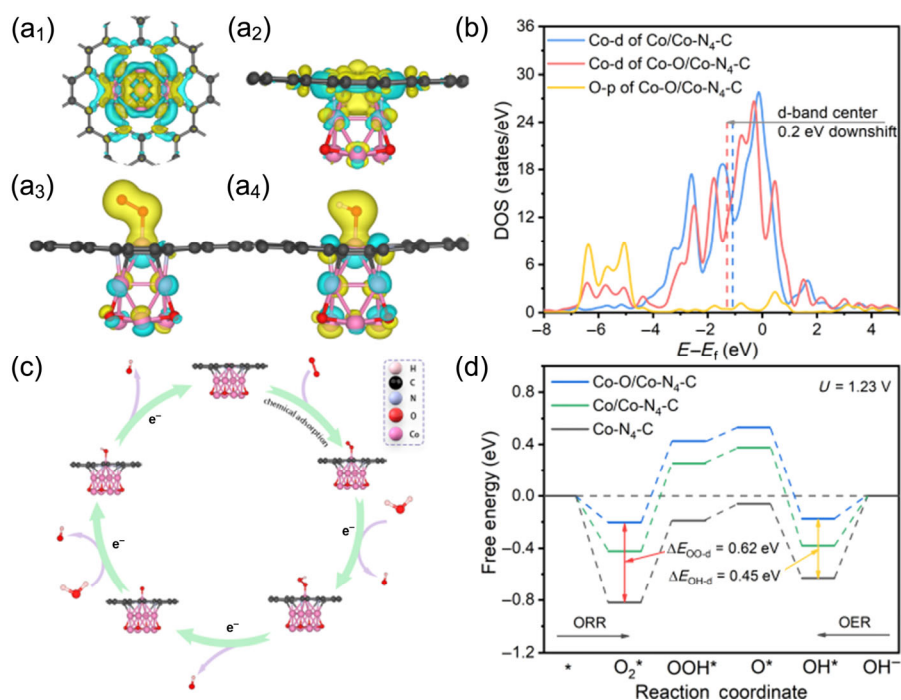 (a₁)
(a₂)
(a₃)
(a₄)
(b)
DOS (states/eV)
36
30
24
18
12
6
0
Co-d of Co/Co-N₄-C
Co-d of Co-O/Co-N₄-C
O-p of Co-O/Co-N₄-C
d-band center
0.2 eV downshift
−8
−6
−4
−2
0
2
4
E−E_f (eV)
(c)
chemical adsorption
e⁻
e⁻
e⁻
e⁻
H
C
N
O
Co
(d)
Free energy (eV)
0.8
0.4
0.0
−0.4
−0.8
−1.2
Co-O/Co-N₄-C
Co/Co-N₄-C
Co-N₄-C
U = 1.23 V
ΔE_OO-d = 0.62 eV
ΔE_OH-d = 0.45 eV
ORR
OER
*
O₂*
OOH*
O*
OH*
OH⁻
Reaction coordinate